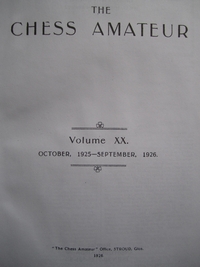 THE
CHESS AMATEUR
Volume XX.
OCTOBER, 1925—SEPTEMBER, 1926.
"The Chess Amateur" Office, STROUD, Glos.
1926